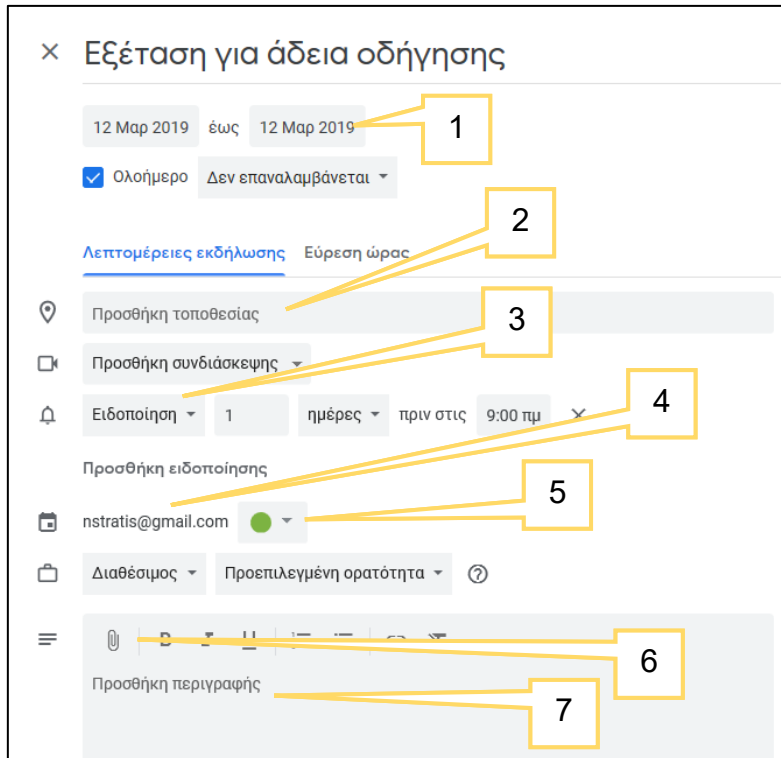 Εξέταση για άδεια οδήγησης
12 Μαρ 2019 έως 12 Μαρ 2019 1
Ολοήμερο Δεν επαναλαμβάνεται
2
Λεπτομέρειες εκδήλωσης Εύρεση ώρας
Προσθήκη τοποθεσίας
3
Προσθήκη συνδιάσκεψης
4
Ειδοποίηση 1 ημέρες πριν στις 9:00 πμ
Προσθήκη ειδοποίησης
5
nstratis@gmail.com
Διαθέσιμος Προεπιλεγμένη ορατότητα
B I U
6
Προσθήκη περιγραφής
7